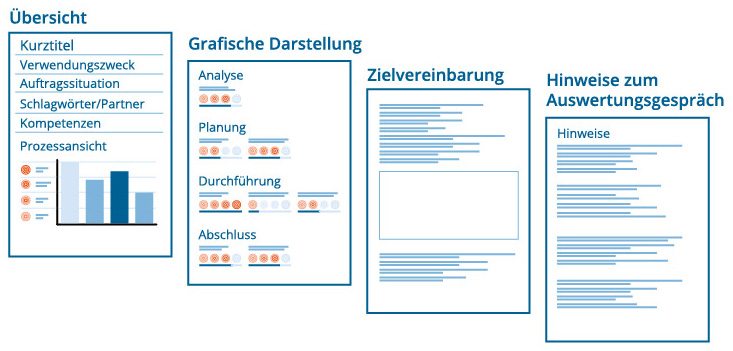 Übersicht
Kurztitel
Verwendungszweck
Auftragssituation
Schlagwörter/Partner
Kompetenzen
Prozessansicht
Grafische Darstellung
Analyse
Planung
Durchführung
Abschluss
Zielvereinbarung
Hinweise zum
Auswertungsgespräch
Hinweise